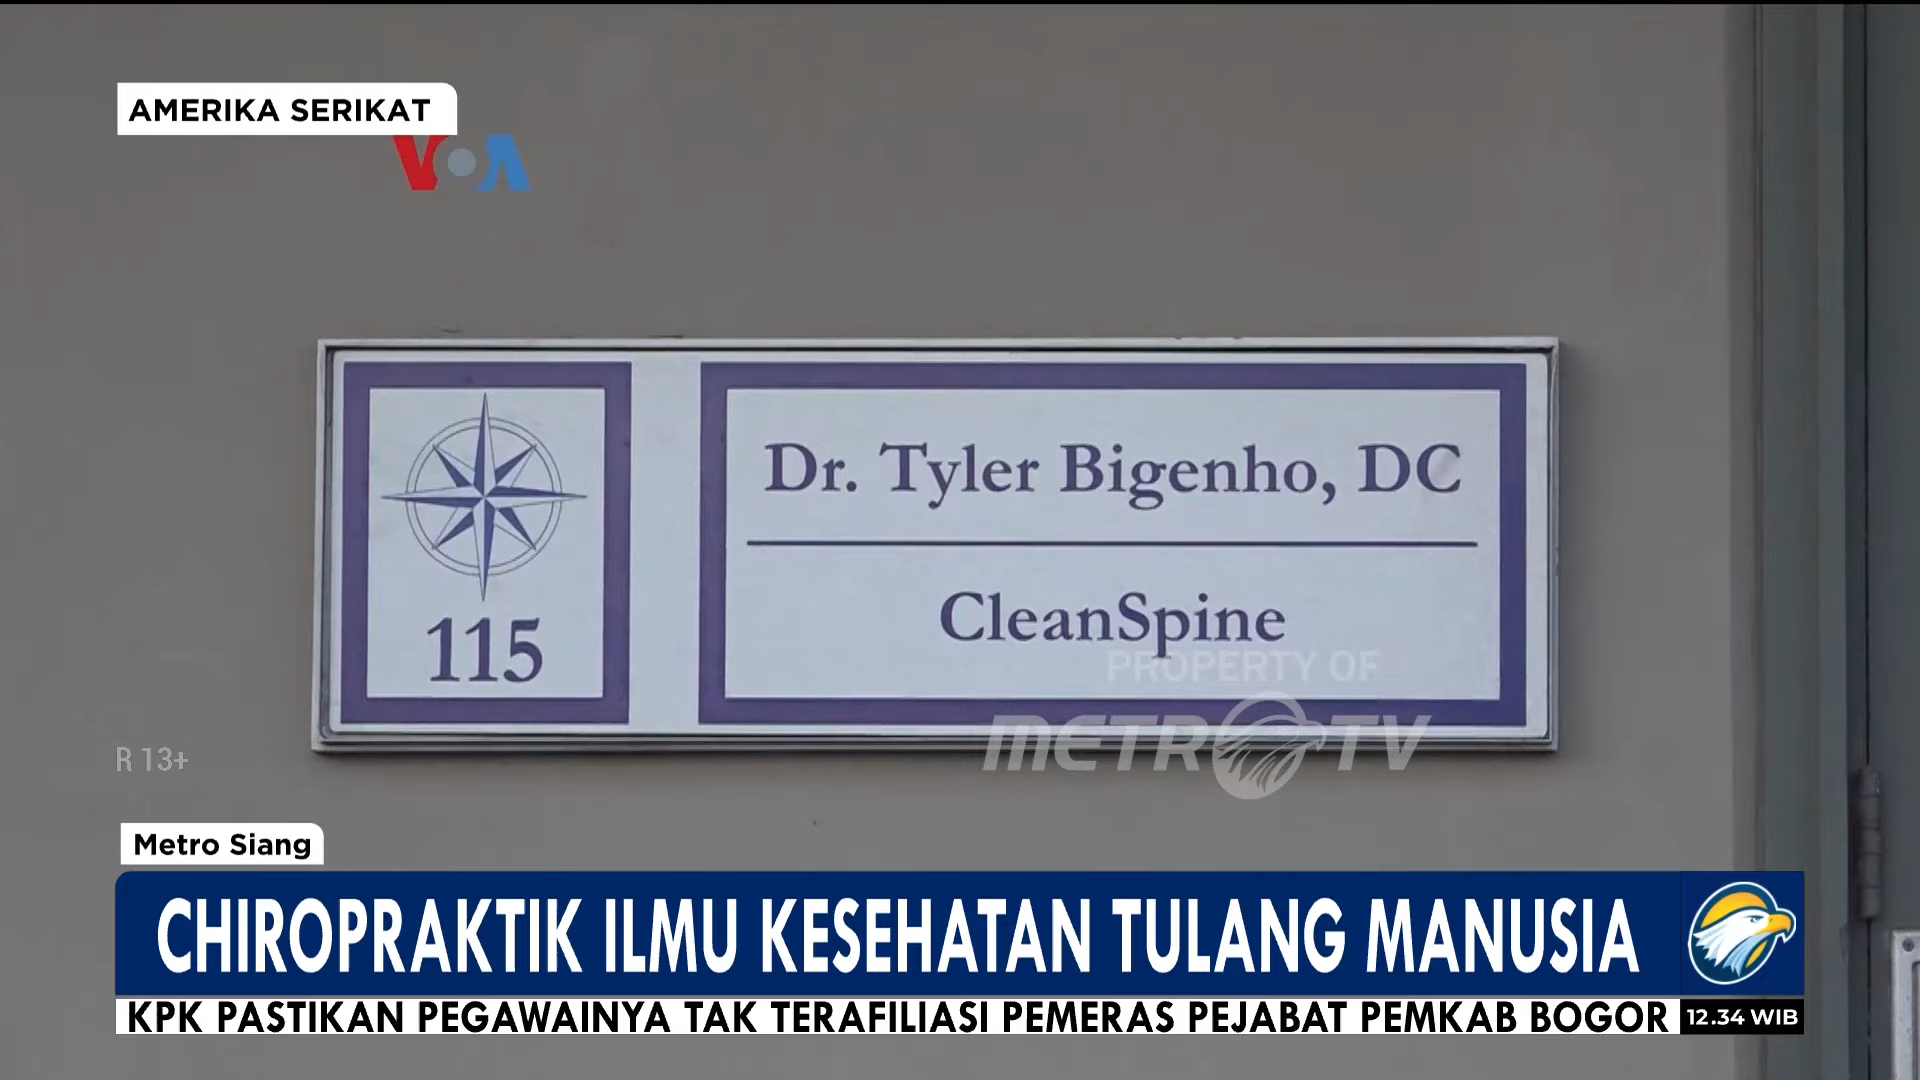 AMERIKA SERIKAT
VOA
Dr. Tyler Bigenho, DC
CleanSpine
115
PROPERTY OF
METRO TV
R 13+
Metro Siang
CHIROPRAKTIK ILMU KESEHATAN TULANG MANUSIA
KPK PASTIKAN PEGAWAINYA TAK TERAFILIASI PEMERAS PEJABAT PEMKAB BOGOR
12.34 WIB